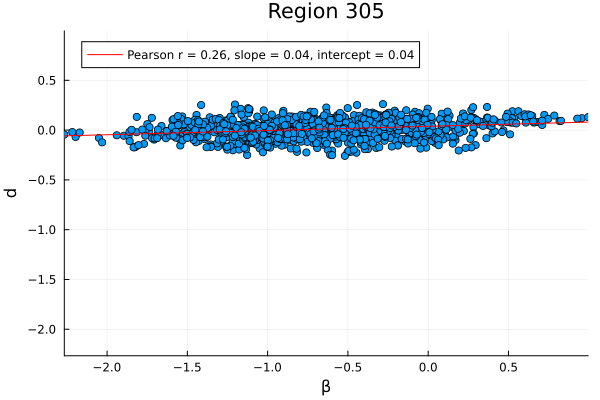 Region 305
Pearson r = 0.26, slope = 0.04, intercept = 0.04
0.5
0.0
−0.5
−1.0
−1.5
−2.0
d
−2.0 −1.5 −1.0 −0.5 0.0 0.5
β